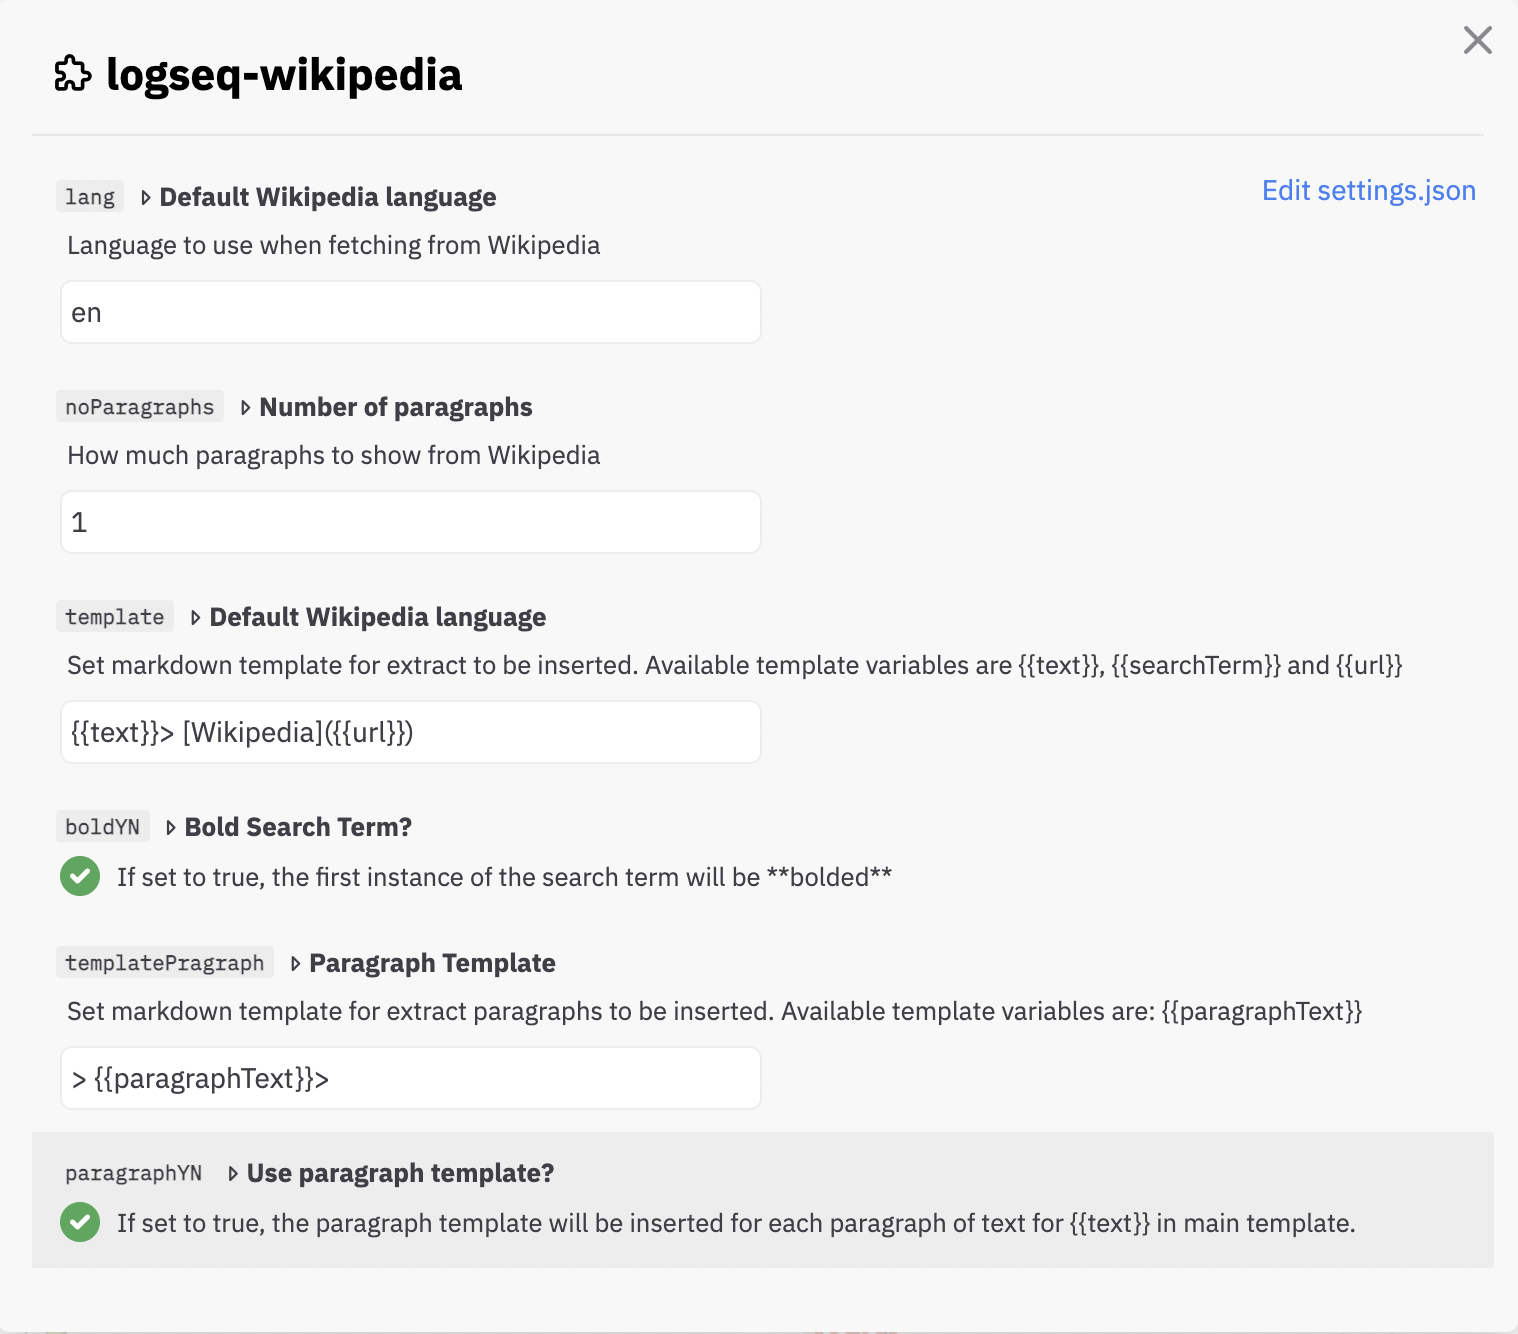 logseq-wikipedia
lang ▹ Default Wikipedia language
Edit settings.json
Language to use when fetching from Wikipedia
en
noParagraphs ▹ Number of paragraphs
How much paragraphs to show from Wikipedia
1
template ▹ Default Wikipedia language
Set markdown template for extract to be inserted. Available template variables are {{text}}, {{searchTerm}} and {{url}}
{{text}}> [Wikipedia]({{url}})
boldYN ▹ Bold Search Term?
If set to true, the first instance of the search term will be **bolded**
templatePragraph ▹ Paragraph Template
Set markdown template for extract paragraphs to be inserted. Available template variables are: {{paragraphText}}
> {{paragraphText}}>
paragraphYN ▹ Use paragraph template?
If set to true, the paragraph template will be inserted for each paragraph of text for {{text}} in main template.